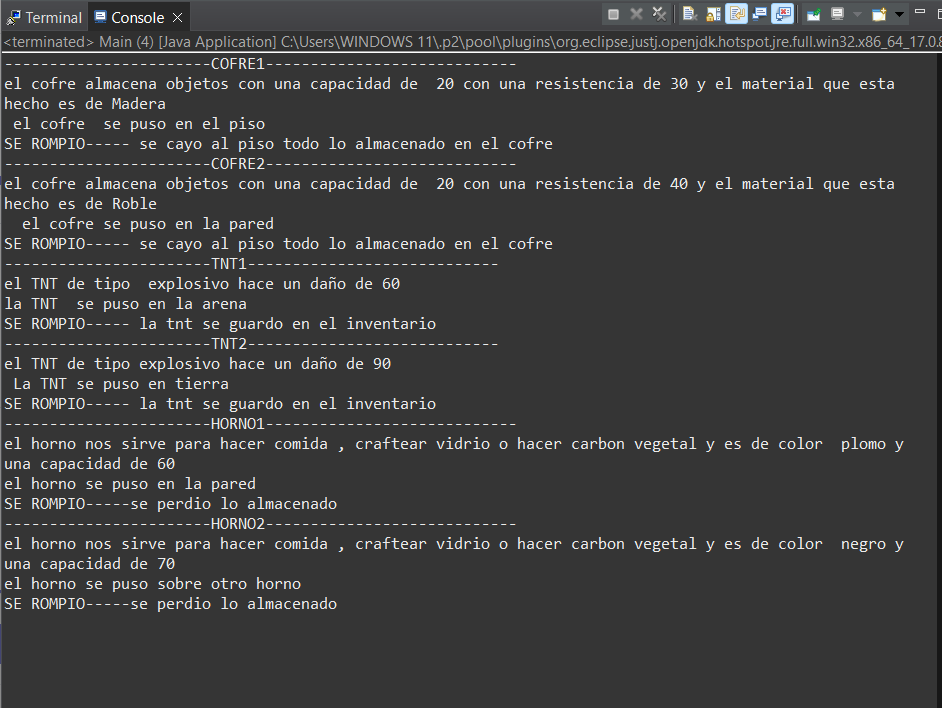 Terminal Console
<terminated> Main (4) [Java Application] C:\Users\WINDOWS 11\.p2\pool\plugins\org.eclipse.justj.openjdk.hotspot.jre.full.win32.x86_64_17.0.8
-----------------------COFRE1----------------------------
el cofre almacena objetos con una capacidad de  20 con una resistencia de 30 y el material que esta
hecho es de Madera
 el cofre  se puso en el piso
SE ROMPIO----- se cayo al piso todo lo almacenado en el cofre
-----------------------COFRE2----------------------------
el cofre almacena objetos con una capacidad de  20 con una resistencia de 40 y el material que esta
hecho es de Roble
  el cofre se puso en la pared
SE ROMPIO----- se cayo al piso todo lo almacenado en el cofre
-----------------------TNT1----------------------------
el TNT de tipo  explosivo hace un daño de 60
la TNT  se puso en la arena
SE ROMPIO----- la tnt se guardo en el inventario
-----------------------TNT2----------------------------
el TNT de tipo explosivo hace un daño de 90
 La TNT se puso en tierra
SE ROMPIO----- la tnt se guardo en el inventario
-----------------------HORNO1----------------------------
el horno nos sirve para hacer comida , craftear vidrio o hacer carbon vegetal y es de color  plomo y
una capacidad de 60
el horno se puso en la pared
SE ROMPIO-----se perdio lo almacenado
-----------------------HORNO2----------------------------
el horno nos sirve para hacer comida , craftear vidrio o hacer carbon vegetal y es de color  negro y
una capacidad de 70
el horno se puso sobre otro horno
SE ROMPIO-----se perdio lo almacenado